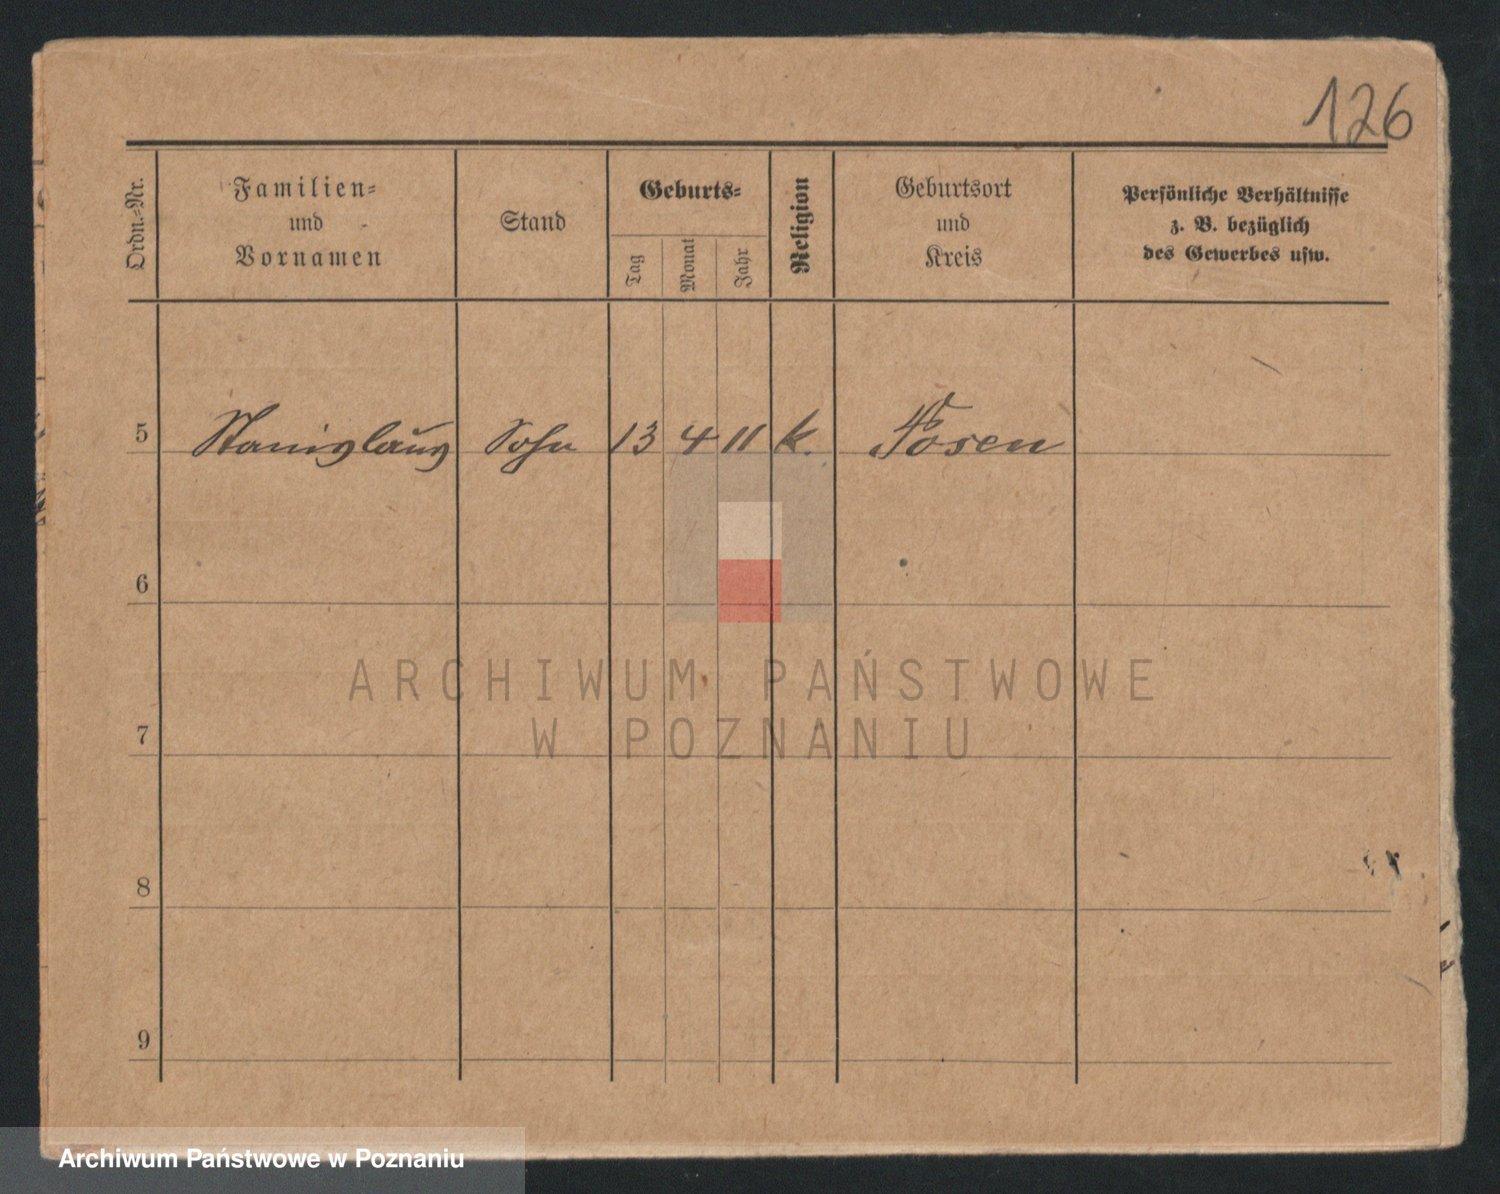 126
Ordn.-Nr.
Familien-
und
Vornamen
Stand
Geburts-
Tag
Monat
Jahr
Religion
Geburtsort
und
Kreis
Persönliche Verhältnisse
z. B. bezüglich
des Gewerbes usw.
5 Stanislaus Sohn 13 4 11 k. Posen
6
7
8
9
ARCHIWUM PAŃSTWOWE
W POZNANIU
Archiwum Państwowe w Poznaniu